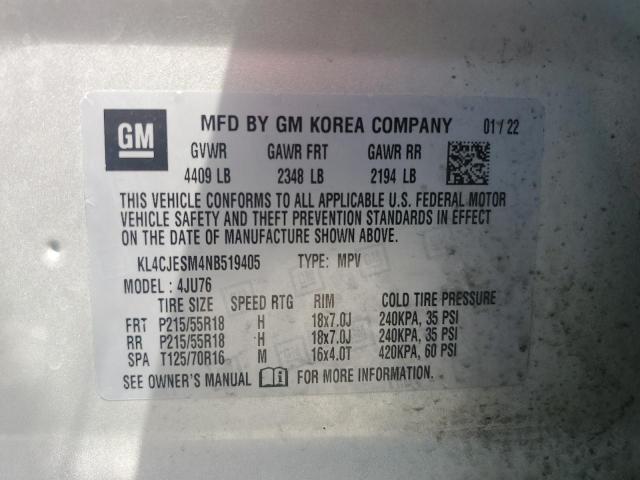 GM MFD BY GM KOREA COMPANY 01/22
GVWR GAWR FRT GAWR RR
4409 LB 2348 LB 2194 LB
THIS VEHICLE CONFORMS TO ALL APPLICABLE U.S. FEDERAL MOTOR
VEHICLE SAFETY AND THEFT PREVENTION STANDARDS IN EFFECT
ON THE DATE OF MANUFACTURE SHOWN ABOVE.
KL4CJESM4NB519405 TYPE: MPV
MODEL : 4JU76
TIRE SIZE SPEED RTG RIM COLD TIRE PRESSURE
FRT P215/55R18 H 18x7.0J 240KPA, 35 PSI
RR P215/55R18 H 18x7.0J 240KPA, 35 PSI
SPA T125/70R16 M 16x4.0T 420KPA, 60 PSI
SEE OWNER'S MANUAL FOR MORE INFORMATION.